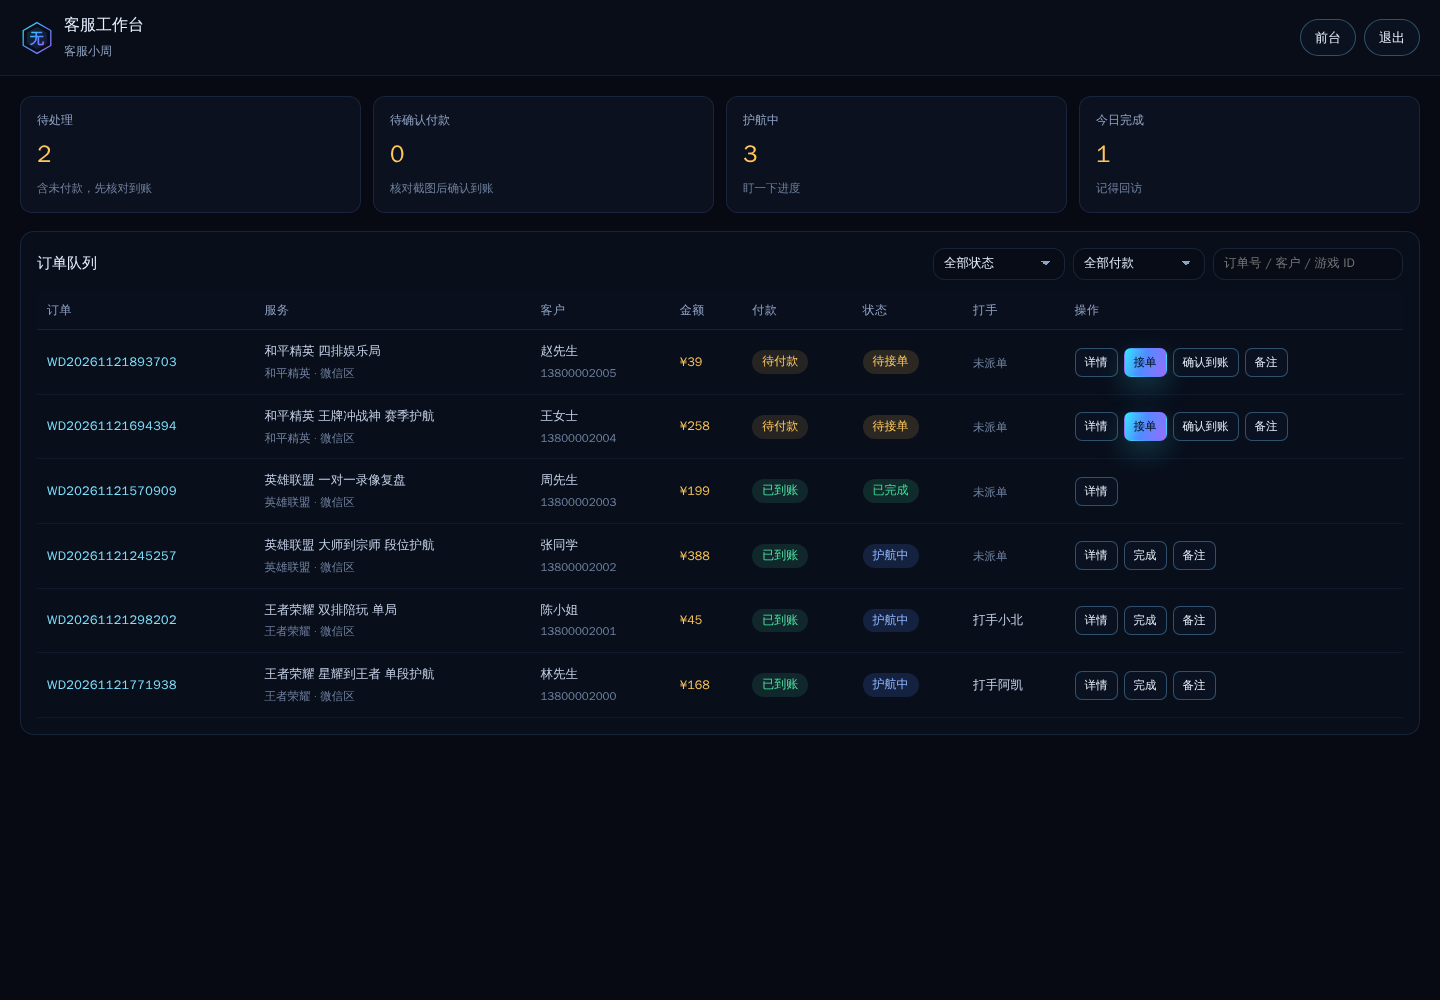 无
客服工作台
客服小周
前台 退出
待处理 待确认付款 护航中 今日完成
2 0 3 1
含未付款，先核对到账 核对截图后确认到账 盯一下进度 记得回访
订单队列 全部状态 全部付款 订单号 / 客户 / 游戏 ID
订单 服务 客户 金额 付款 状态 打手 操作
WD20261121893703 和平精英 四排娱乐局 赵先生 ¥39 待付款 待接单 未派单 详情 接单 确认到账 备注
和平精英 · 微信区 13800002005
WD20261121694394 和平精英 王牌冲战神 赛季护航 王女士 ¥258 待付款 待接单 未派单 详情 接单 确认到账 备注
和平精英 · 微信区 13800002004
WD20261121570909 英雄联盟 一对一录像复盘 周先生 ¥199 已到账 已完成 未派单 详情
英雄联盟 · 微信区 13800002003
WD20261121245257 英雄联盟 大师到宗师 段位护航 张同学 ¥388 已到账 护航中 未派单 详情 完成 备注
英雄联盟 · 微信区 13800002002
WD20261121298202 王者荣耀 双排陪玩 单局 陈小姐 ¥45 已到账 护航中 打手小北 详情 完成 备注
王者荣耀 · 微信区 13800002001
WD20261121771938 王者荣耀 星耀到王者 单段护航 林先生 ¥168 已到账 护航中 打手阿凯 详情 完成 备注
王者荣耀 · 微信区 13800002000